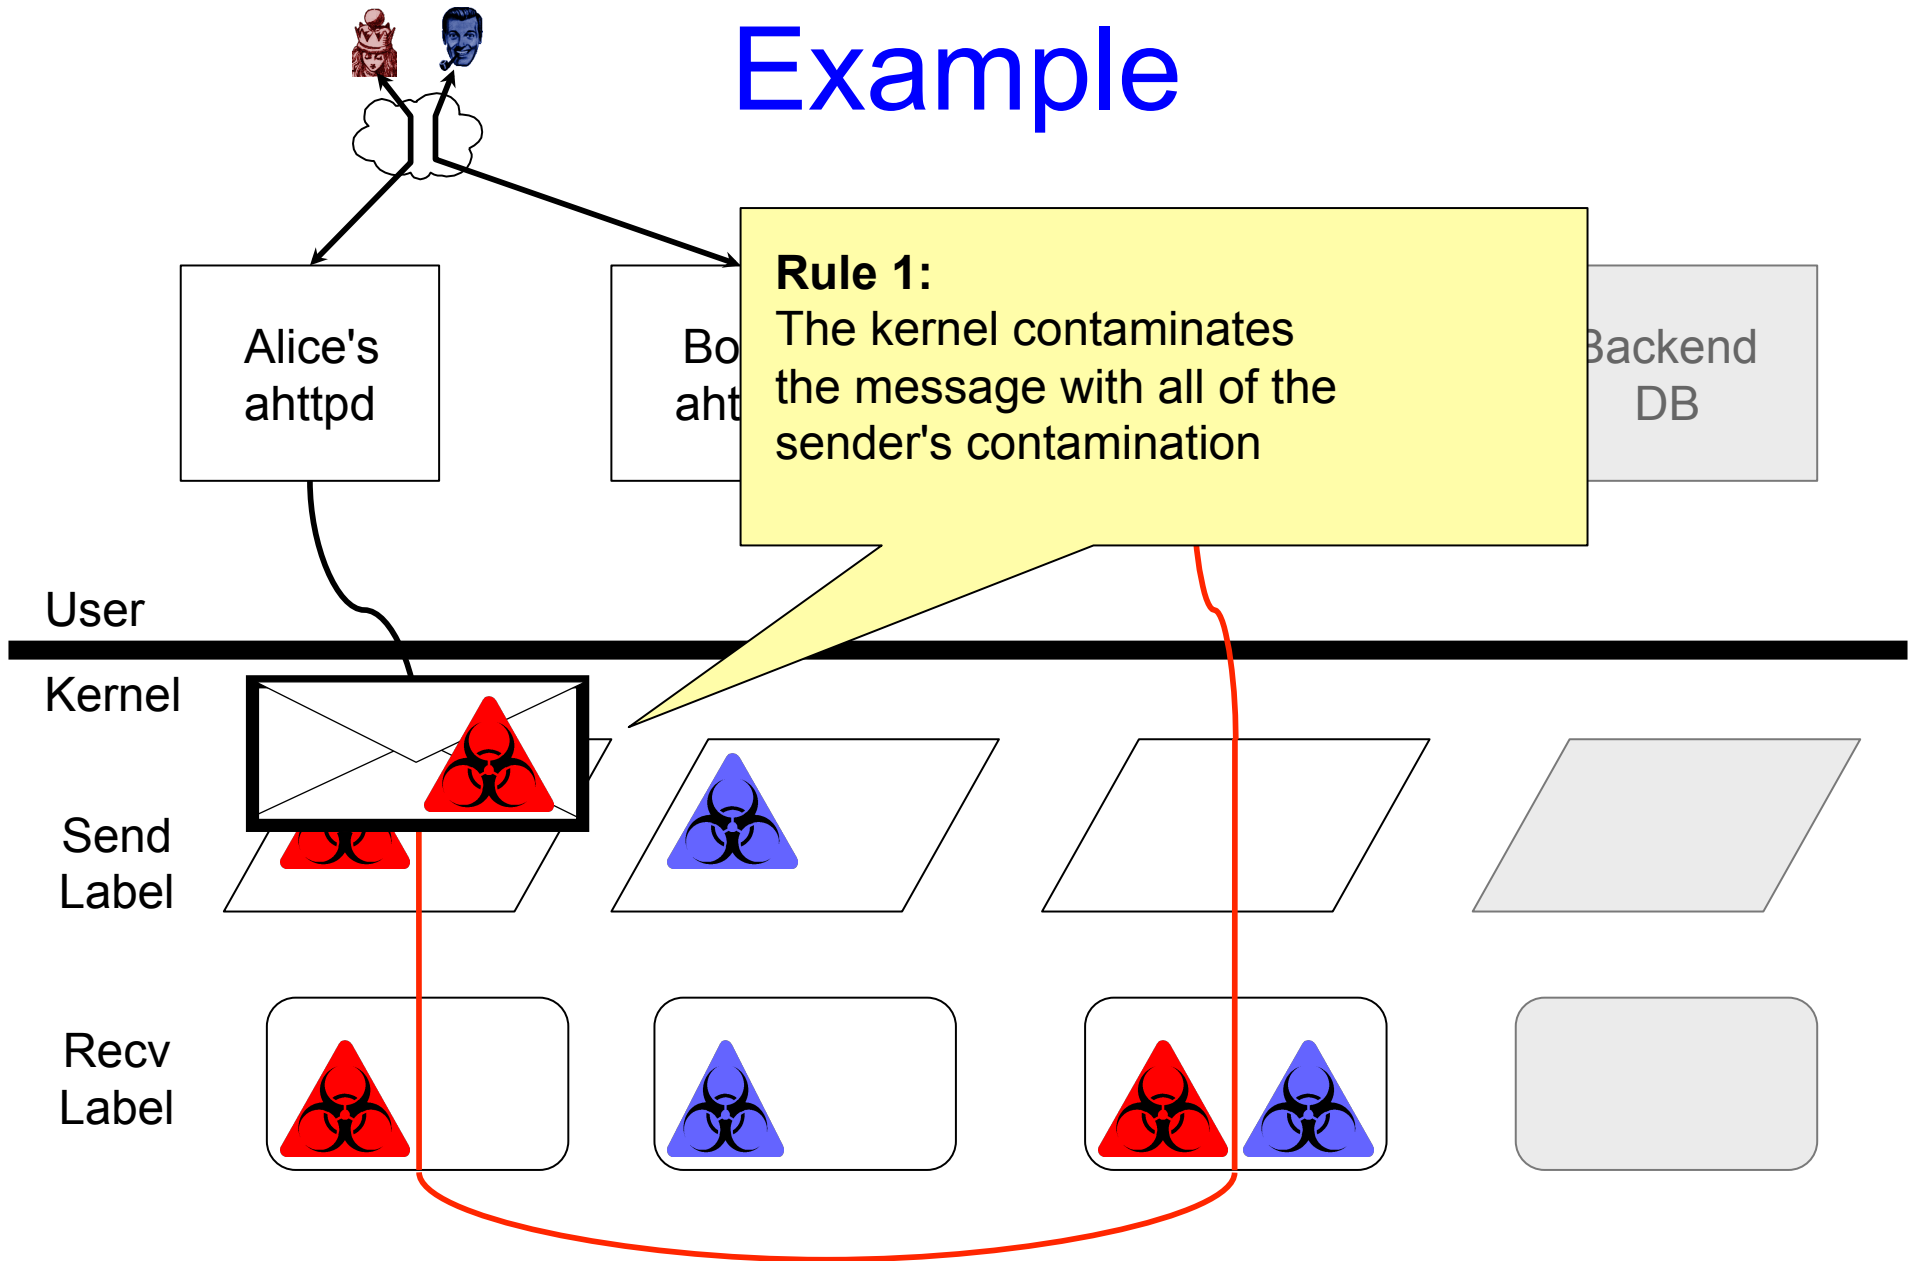 Example
Alice's
ahttpd
Bo
aht
Rule 1:
The kernel contaminates
the message with all of the
sender's contamination
Backend
DB
User
Kernel
Send
Label
Recv
Label